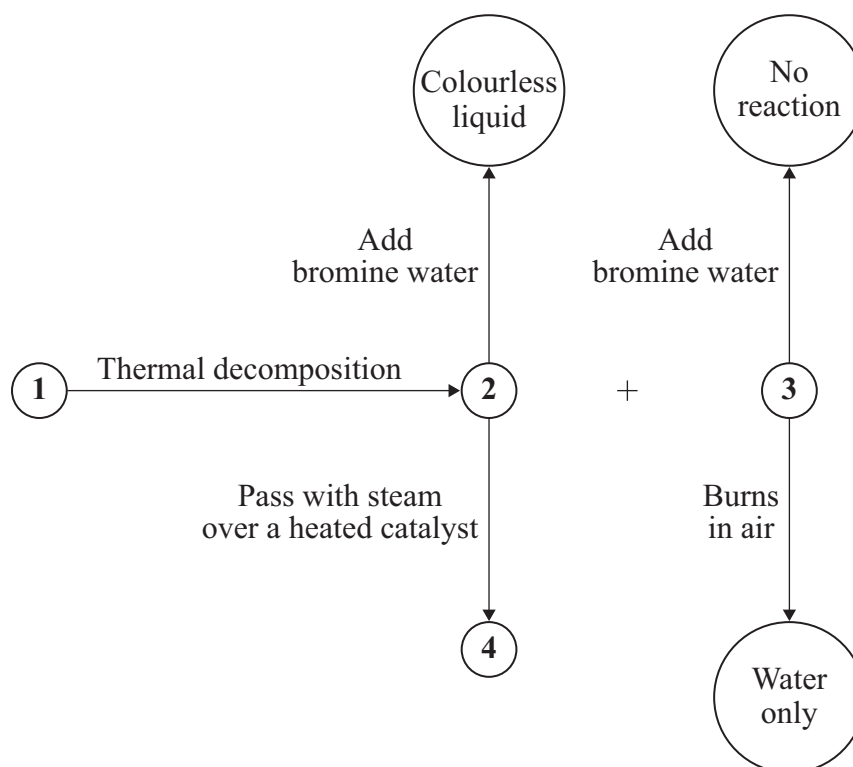 Colourless
liquid
No
reaction
Add
bromine water
Add
bromine water
1
Thermal decomposition
2
+
3
Pass with steam
over a heated catalyst
Burns
in air
4
Water
only